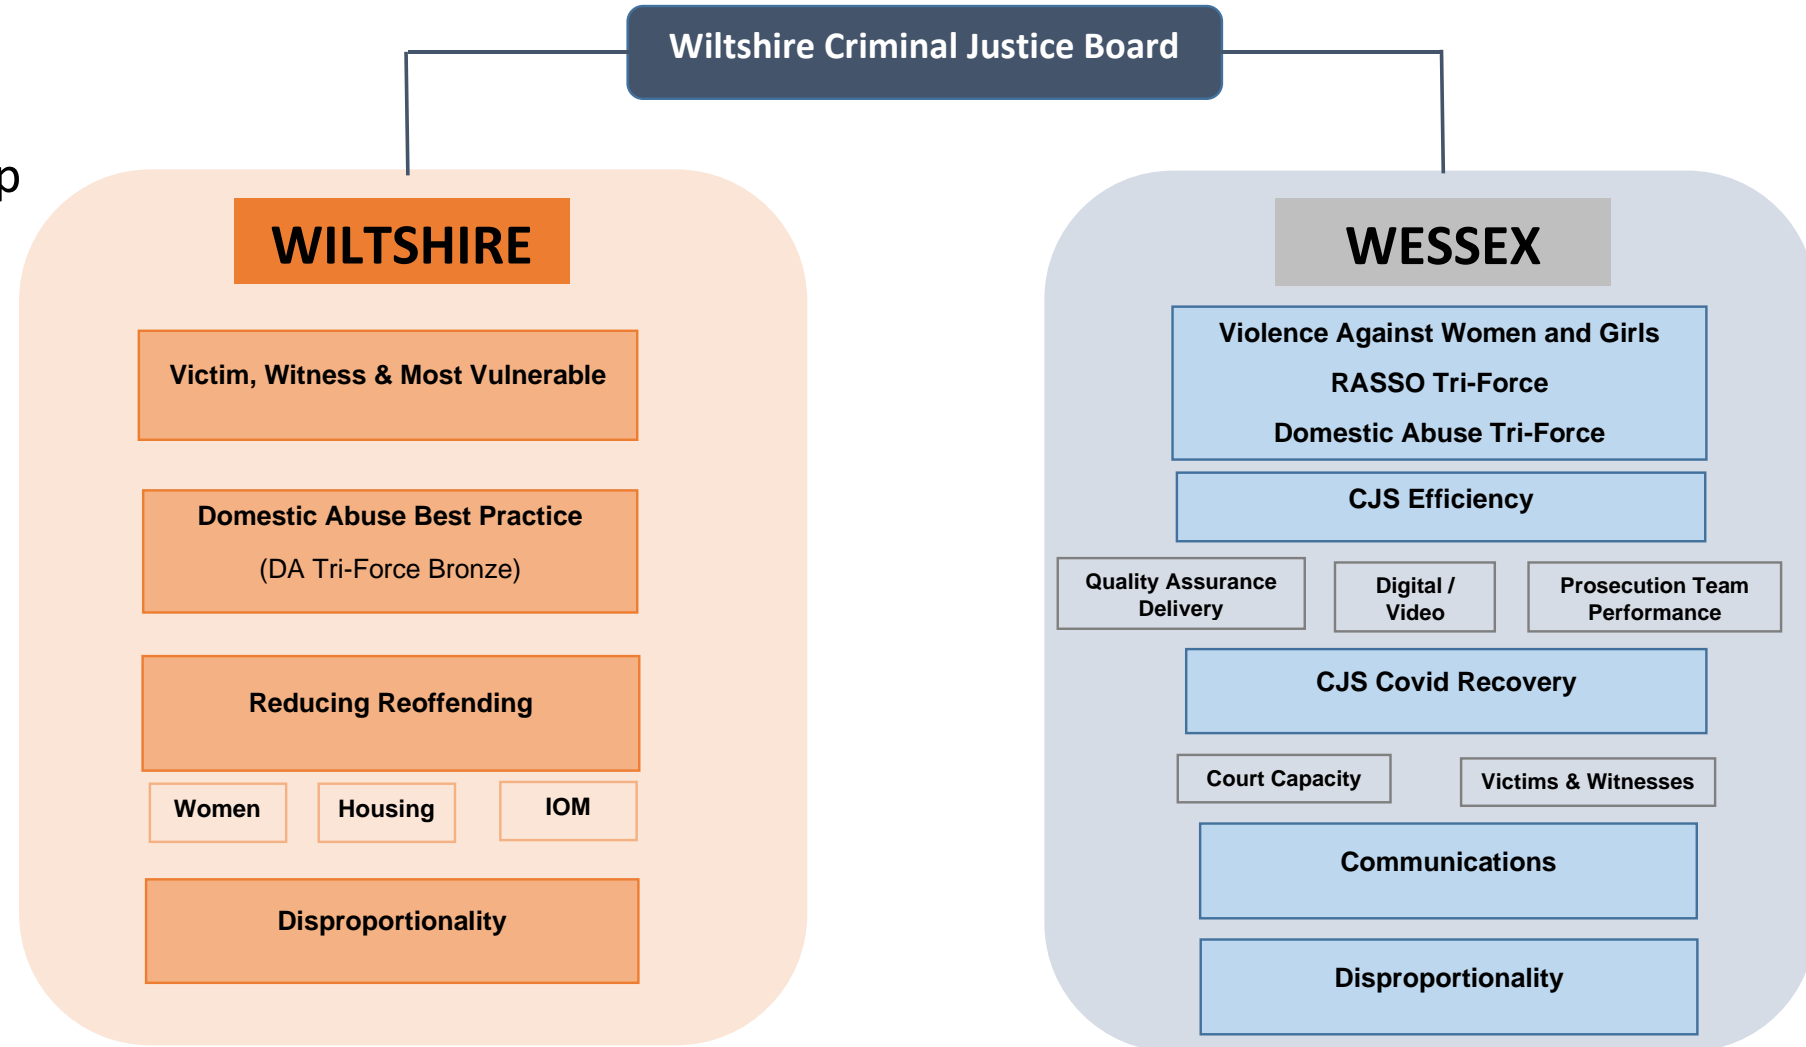 Wiltshire Criminal Justice Board
p
WILTSHIRE
Victim, Witness & Most Vulnerable
Domestic Abuse Best Practice
(DA Tri-Force Bronze)
Reducing Reoffending
Women
Housing
IOM
Disproportionality
WESSEX
Violence Against Women and Girls
RASSO Tri-Force
Domestic Abuse Tri-Force
CJS Efficiency
Quality Assurance
Delivery
Digital /
Video
Prosecution Team
Performance
CJS Covid Recovery
Court Capacity
Victims & Witnesses
Communications
Disproportionality